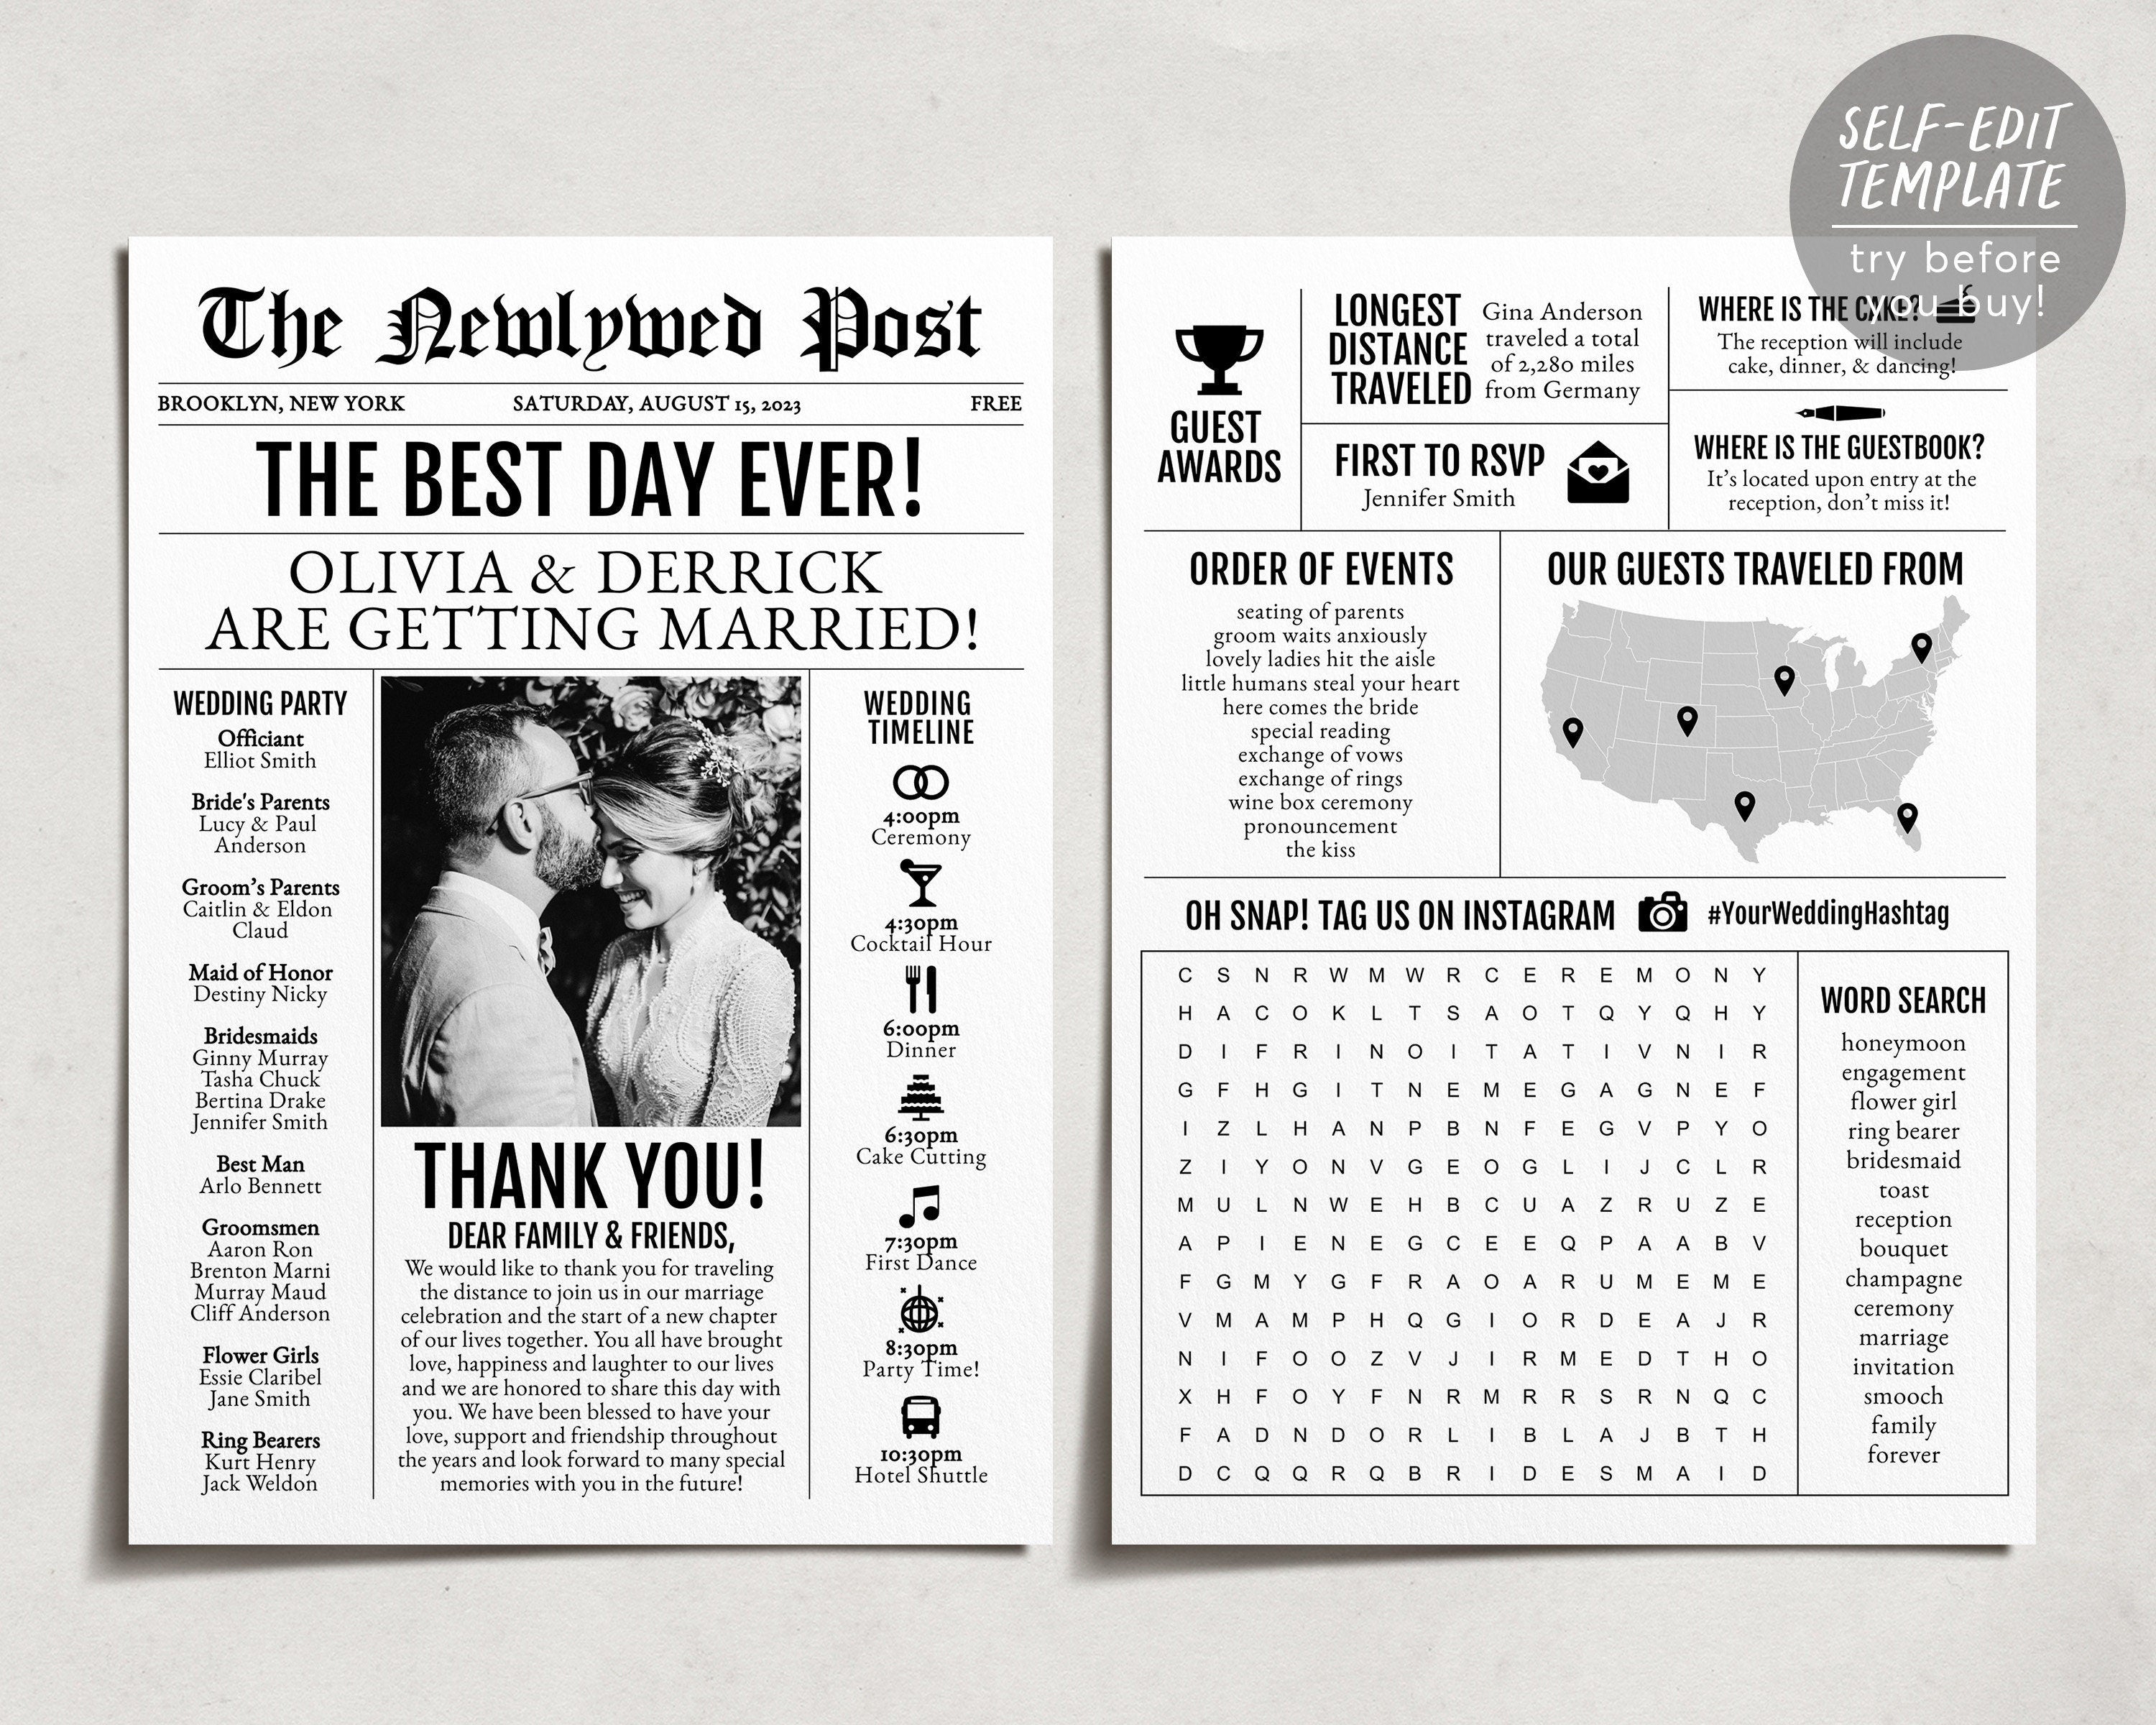 SELF-EDIT
TEMPLATE
try before
you buy!
The Newlywed Post
BROOKLYN, NEW YORK SATURDAY, AUGUST 15, 2023 FREE
THE BEST DAY EVER!
OLIVIA & DERRICK
ARE GETTING MARRIED!
WEDDING PARTY
Officiant
Elliot Smith
Bride's Parents
Lucy & Paul
Anderson
Groom’s Parents
Caitlin & Eldon
Claud
Maid of Honor
Destiny Nicky
Bridesmaids
Ginny Murray
Tasha Chuck
Bertina Drake
Jennifer Smith
Best Man
Arlo Bennett
Groomsmen
Aaron Ron
Brenton Marni
Murray Maud
Cliff Anderson
Flower Girls
Essie Claribel
Jane Smith
Ring Bearers
Kurt Henry
Jack Weldon
THANK YOU!
DEAR FAMILY & FRIENDS,
We would like to thank you for traveling
the distance to join us in our marriage
celebration and the start of a new chapter
of our lives together. You all have brought
love, happiness and laughter to our lives
and we are honored to share this day with
you. We have been blessed to have your
love, support and friendship throughout
the years and look forward to many special
memories with you in the future!
WEDDING
TIMELINE
4:00pm
Ceremony
4:30pm
Cocktail Hour
6:00pm
Dinner
6:30pm
Cake Cutting
7:30pm
First Dance
8:30pm
Party Time!
10:30pm
Hotel Shuttle
GUEST
AWARDS
LONGEST
DISTANCE
TRAVELED
Gina Anderson
traveled a total
of 2,280 miles
from Germany
FIRST TO RSVP
Jennifer Smith
WHERE IS THE CAKE?
The reception will include
cake, dinner, & dancing!
WHERE IS THE GUESTBOOK?
It’s located upon entry at the
reception, don’t miss it!
ORDER OF EVENTS
seating of parents
groom waits anxiously
lovely ladies hit the aisle
little humans steal your heart
here comes the bride
special reading
exchange of vows
exchange of rings
wine box ceremony
pronouncement
the kiss
OUR GUESTS TRAVELED FROM
OH SNAP! TAG US ON INSTAGRAM #YourWeddingHashtag
C S N R W M W R C E R E M O N Y
H A C O K L T S A O T Q Y Q H Y
D I F R I N O I T A T I V N I R
G F H G I T N E M E G A G N E F
I Z L H A N P B N F E G V P Y O
Z I Y O N V G E O G L I J C L R
M U L N W E H B C U A Z R U Z E
A P I E N E G C E E Q P A A B V
F G M Y G F R A O A R U M E M E
V M A M P H Q G I O R D E A J R
N I F O O Z V J I R M E D T H O
X H F O Y F N R M R R S R N Q C
F A D N D O R L I B L A J B T H
D C Q Q R Q B R I D E S M A I D
WORD SEARCH
honeymoon
engagement
flower girl
ring bearer
bridesmaid
toast
reception
bouquet
champagne
ceremony
marriage
invitation
smooch
family
forever